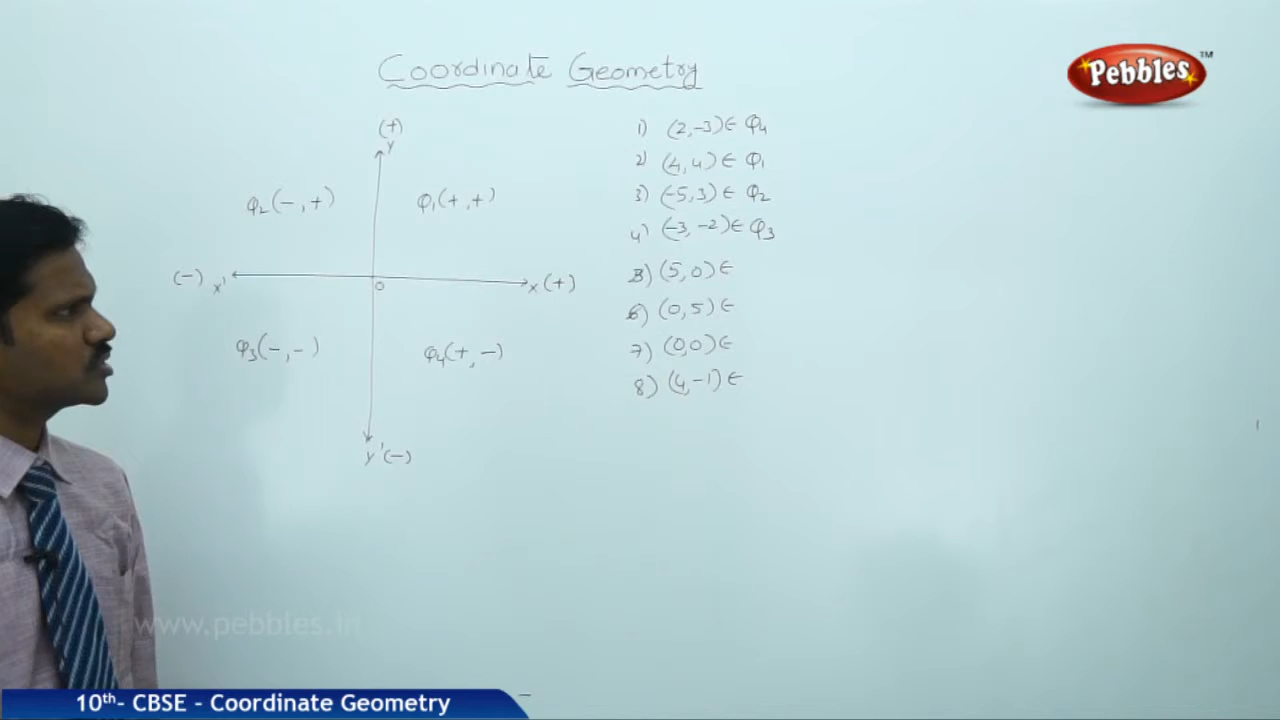 Coordinate Geometry
Pebbles™
(+)
y
Q2(-,+)
Q1(+,+)
(-) x'
O
x(+)
Q3(-,-)
Q4(+,-)
y'(-)
1) (2,-3)∈ Q4
2) (4,4)∈ Q1
3) (-5,3)∈ Q2
4) (-3,-2)∈ Q3
5) (5,0)∈
6) (0,5)∈
7) (0,0)∈
8) (4,-1)∈
www.pebbles.in
10th- CBSE - Coordinate Geometry